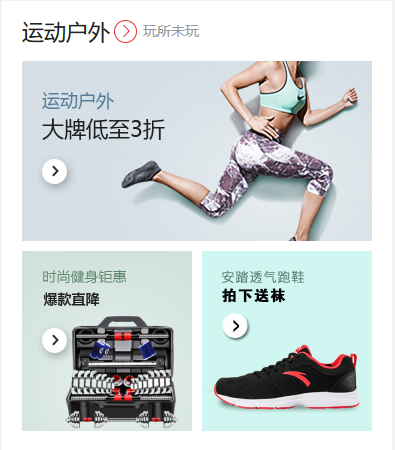 运动户外
玩所未玩
运动户外
大牌低至3折
时尚健身钜惠
爆款直降
安踏透气跑鞋
拍下送袜